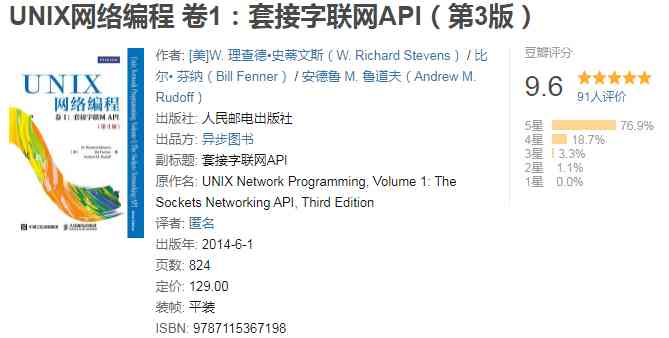 UNIX网络编程 卷1：套接字联网API（第3版）
PEARSON
UNIX
网络编程
卷1：套接字联网 API
（第3版）
作者: [美]W. 理查德•史蒂文斯（W. Richard Stevens） / 比
尔• 芬纳（Bill Fenner） / 安德鲁 M. 鲁道夫（Andrew M.
Rudoff）
出版社: 人民邮电出版社
出品方: 异步图书
副标题: 套接字联网API
原作名: UNIX Network Programming, Volume 1: The
Sockets Networking API, Third Edition
译者: 匿名
出版年: 2014-6-1
页数: 824
定价: 129.00
装帧: 平装
ISBN: 9787115367198
豆瓣评分
9.6
91人评价
5星 76.9%
4星 18.7%
3星 3.3%
2星 1.1%
1星 0.0%